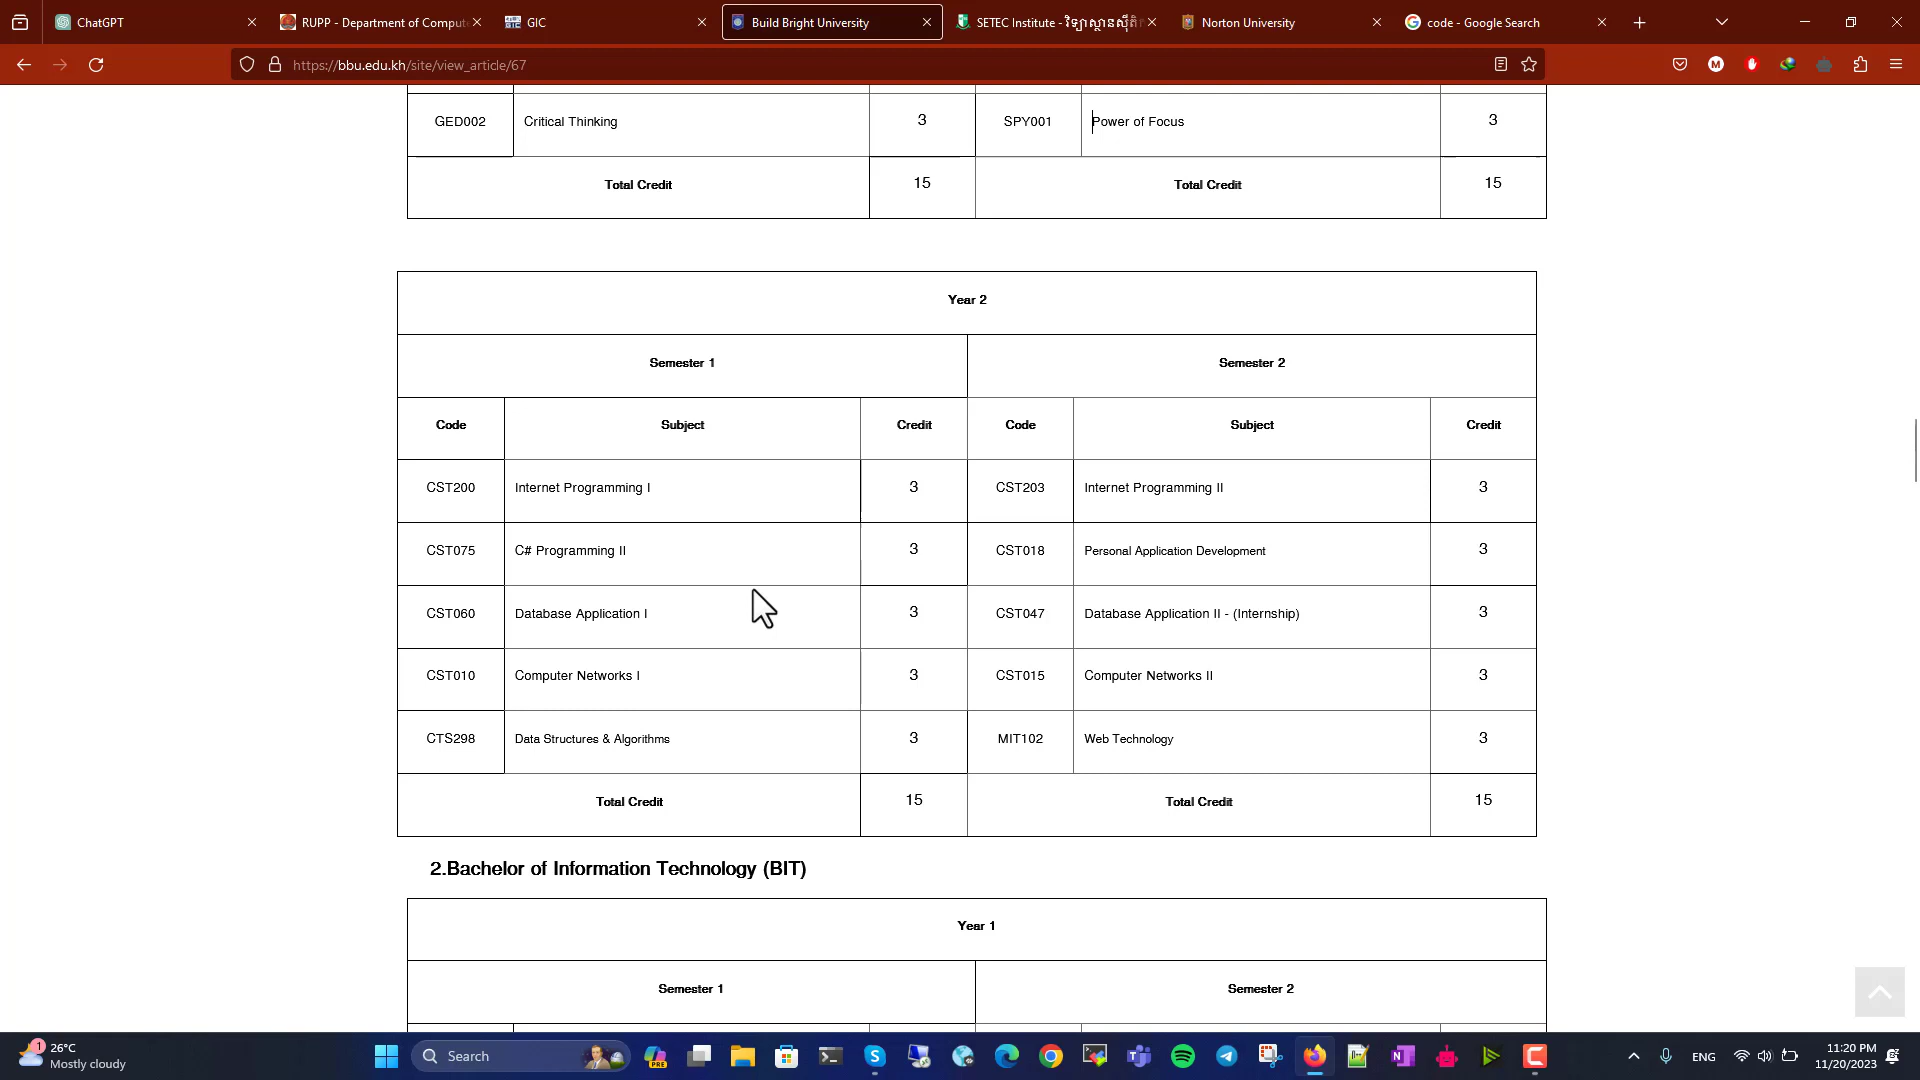 ChatGPT
RUPP - Department of Comput
GIC
GIC
Build Bright University
SETEC Institute - វិទ្យាស្ថានស៊ីតិក
Norton University
code - Google Search
https://bbu.edu.kh/site/view_article/67
GED002 Critical Thinking 3 SPY001 Power of Focus 3
Total Credit 15 Total Credit 15
Year 2
Semester 1 Semester 2
Code Subject Credit Code Subject Credit
CST200 Internet Programming I 3 CST203 Internet Programming II 3
CST075 C# Programming II 3 CST018 Personal Application Development 3
CST060 Database Application I 3 CST047 Database Application II - (Internship) 3
CST010 Computer Networks I 3 CST015 Computer Networks II 3
CTS298 Data Structures & Algorithms 3 MIT102 Web Technology 3
Total Credit 15 Total Credit 15
2.Bachelor of Information Technology (BIT)
Year 1
Semester 1 Semester 2
1
26°C
Mostly cloudy
Search
PRE
ENG
11:20 PM
11/20/2023